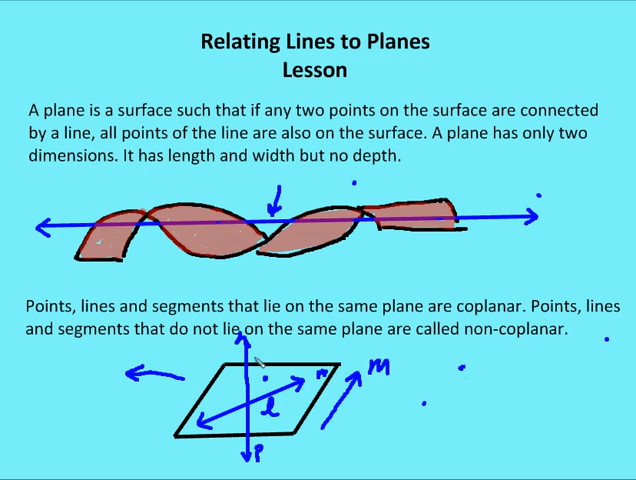 Relating Lines to Planes
Lesson
A plane is a surface such that if any two points on the surface are connected
by a line, all points of the line are also on the surface. A plane has only two
dimensions. It has length and width but no depth.
Points, lines and segments that lie on the same plane are coplanar. Points, lines
and segments that do not lie on the same plane are called non-coplanar.
m
l
P